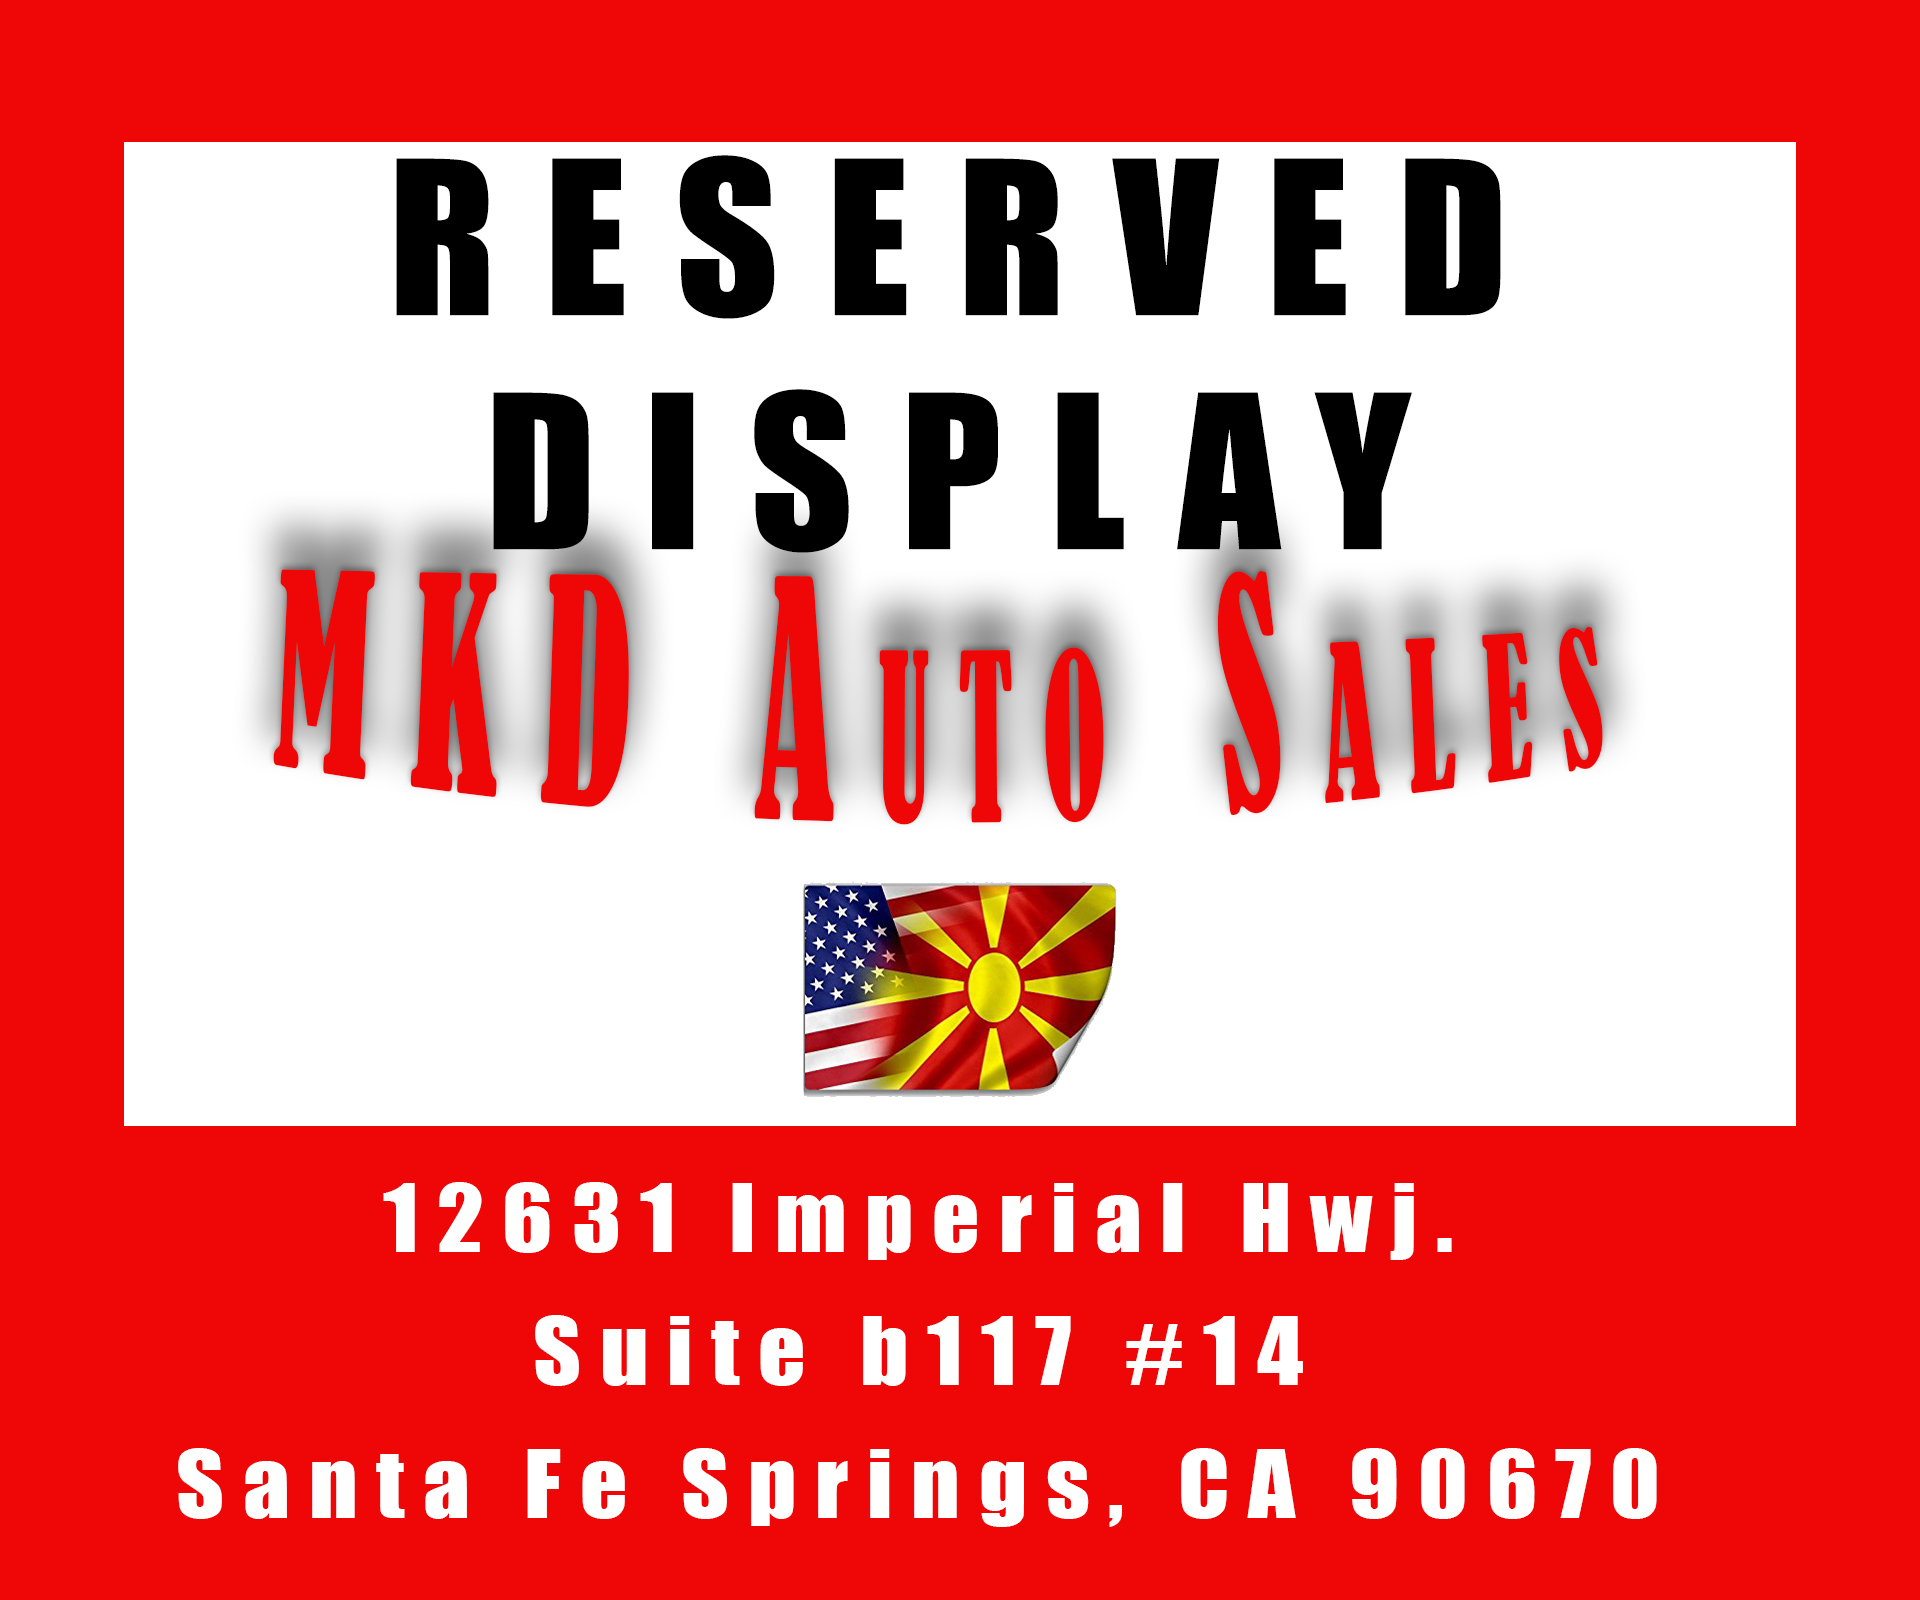 RESERVED
DISPLAY
MKD AUTO SALES
12631 Imperial Hwj.
Suite b117 #14
Santa Fe Springs, CA 90670